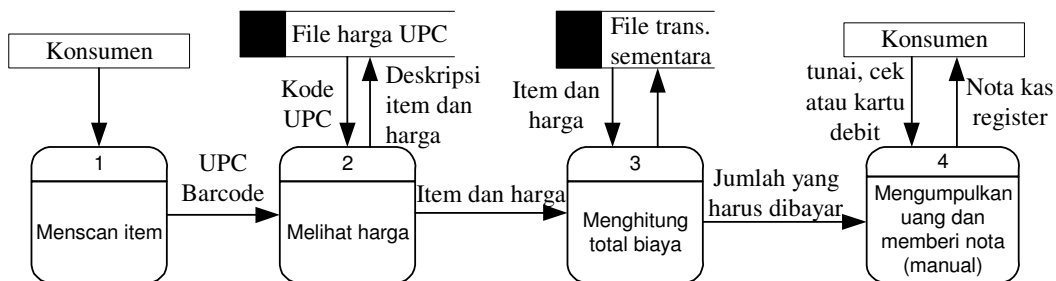 Konsumen
File harga UPC
File trans.
sementara
Konsumen
Kode
UPC
Deskripsi
item dan
harga
Item dan
harga
tunai, cek
atau kartu
debit
Nota kas
register
1
Menscan item
UPC
Barcode
2
Melihat harga
Item dan harga
3
Menghitung
total biaya
Jumlah yang
harus dibayar
4
Mengumpulkan
uang dan
memberi nota
(manual)